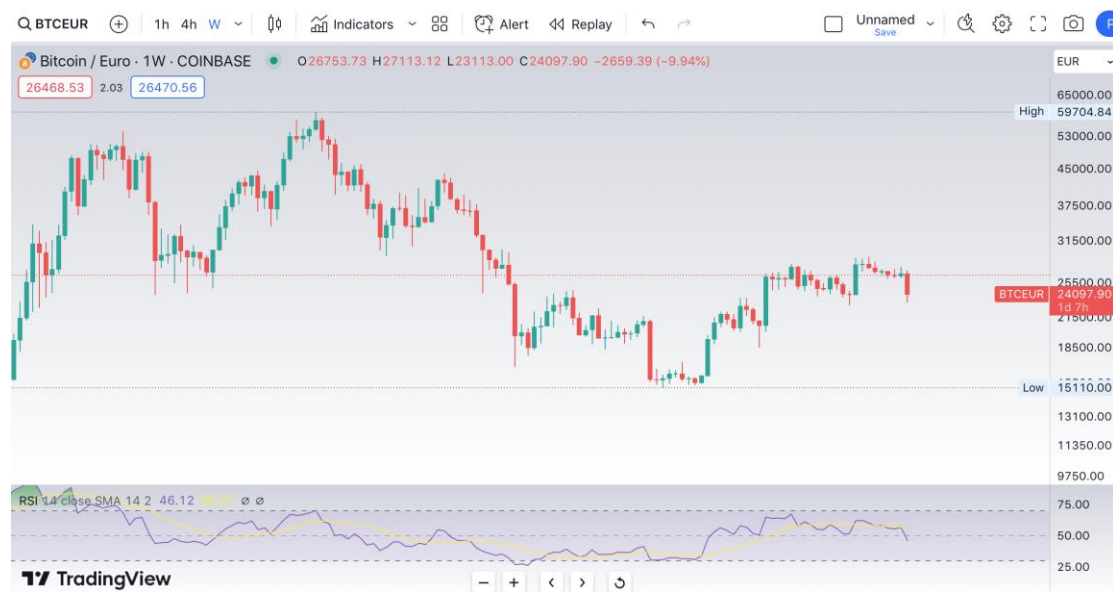 BTCEUR 1h 4h W Indicators Alert Replay Unnamed
Save
Bitcoin / Euro · 1W · COINBASE O26753.73 H27113.12 L23113.00 C24097.90 −2659.39 (−9.94%)
EUR
26468.53 2.03 26470.56
65000.00
High 59704.84
53000.00
45000.00
37500.00
31500.00
25500.00
BTCEUR 24097.90
1d 7h
21500.00
18500.00
Low 15110.00
13100.00
11350.00
9750.00
RSI 14 close SMA 14 2 46.12 ∅ ∅
75.00
50.00
25.00
TradingView